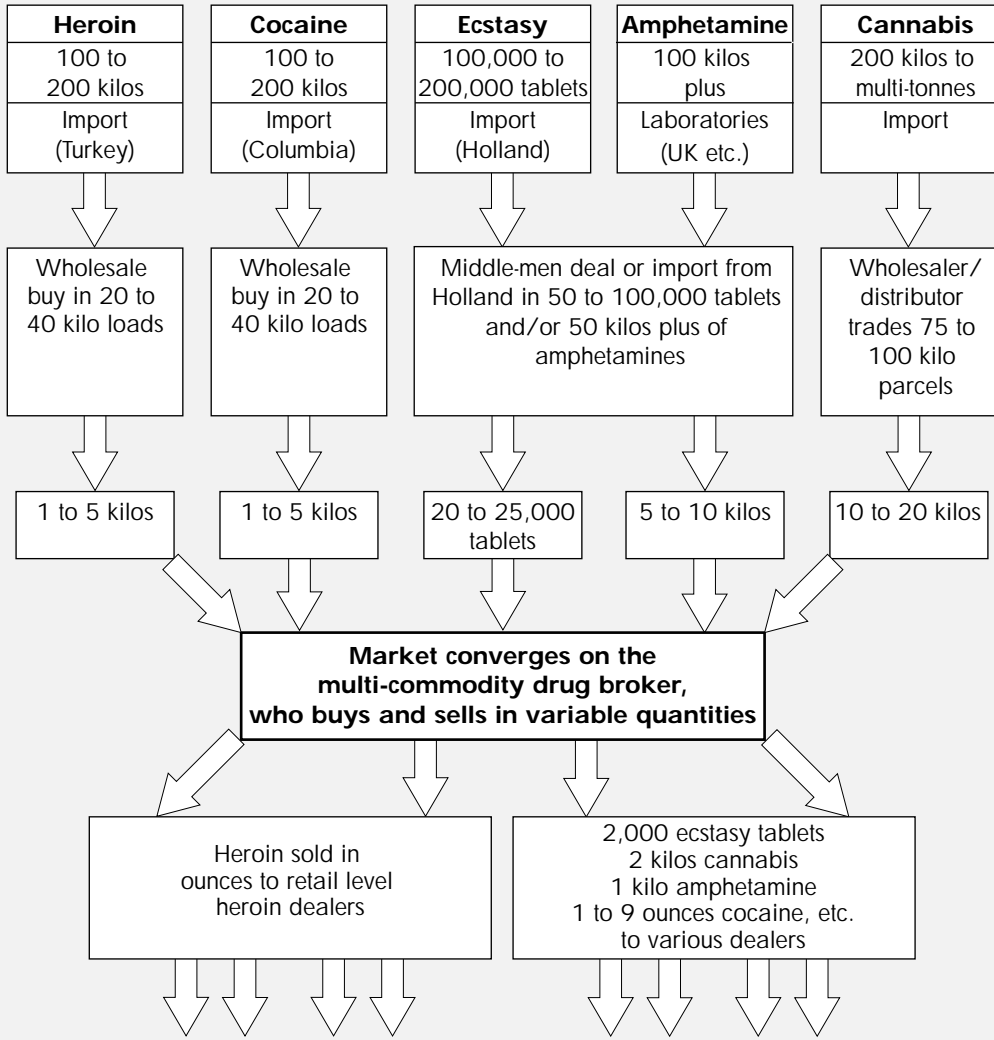 Heroin
100 to
200 kilos
Import
(Turkey)
Cocaine
100 to
200 kilos
Import
(Columbia)
Ecstasy
100,000 to
200,000 tablets
Import
(Holland)
Amphetamine
100 kilos
plus
Laboratories
(UK etc.)
Cannabis
200 kilos to
multi-tonnes
Import
Wholesale
buy in 20 to
40 kilo loads
Wholesale
buy in 20 to
40 kilo loads
Middle-men deal or import from
Holland in 50 to 100,000 tablets
and/or 50 kilos plus of
amphetamines
Wholesaler/
distributor
trades 75 to
100 kilo
parcels
1 to 5 kilos
1 to 5 kilos
20 to 25,000
tablets
5 to 10 kilos
10 to 20 kilos
Market converges on the
multi-commodity drug broker,
who buys and sells in variable quantities
Heroin sold in
ounces to retail level
heroin dealers
2,000 ecstasy tablets
2 kilos cannabis
1 kilo amphetamine
1 to 9 ounces cocaine, etc.
to various dealers